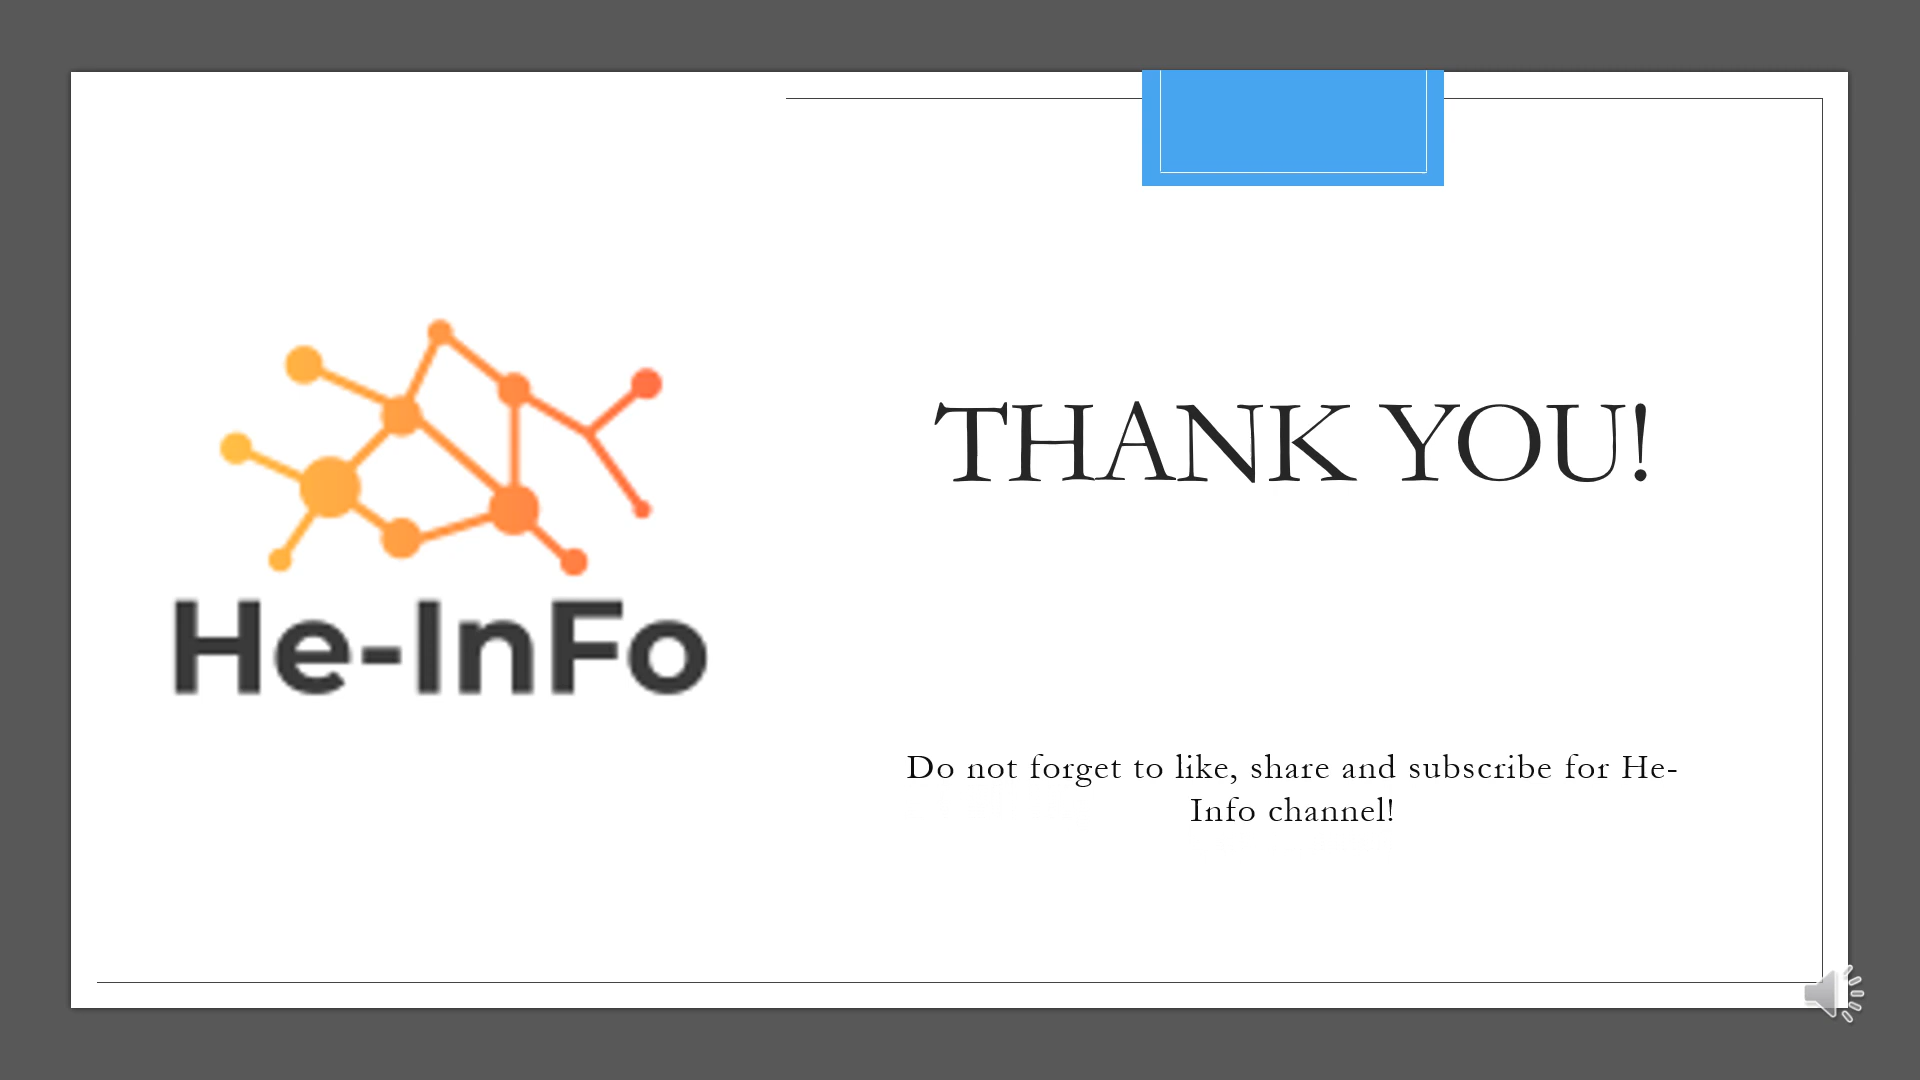 He-InFo
THANK YOU!
Do not forget to like, share and subscribe for He-
Info channel!